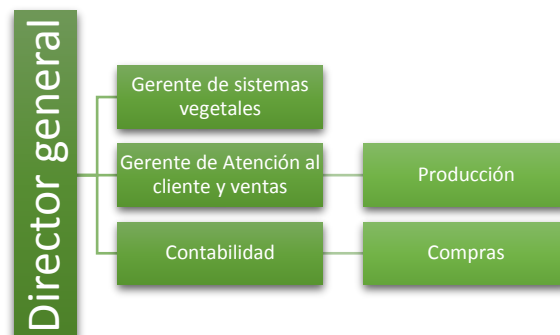 Director general
Gerente de sistemas
vegetales
Gerente de Atención al
cliente y ventas
Producción
Contabilidad
Compras